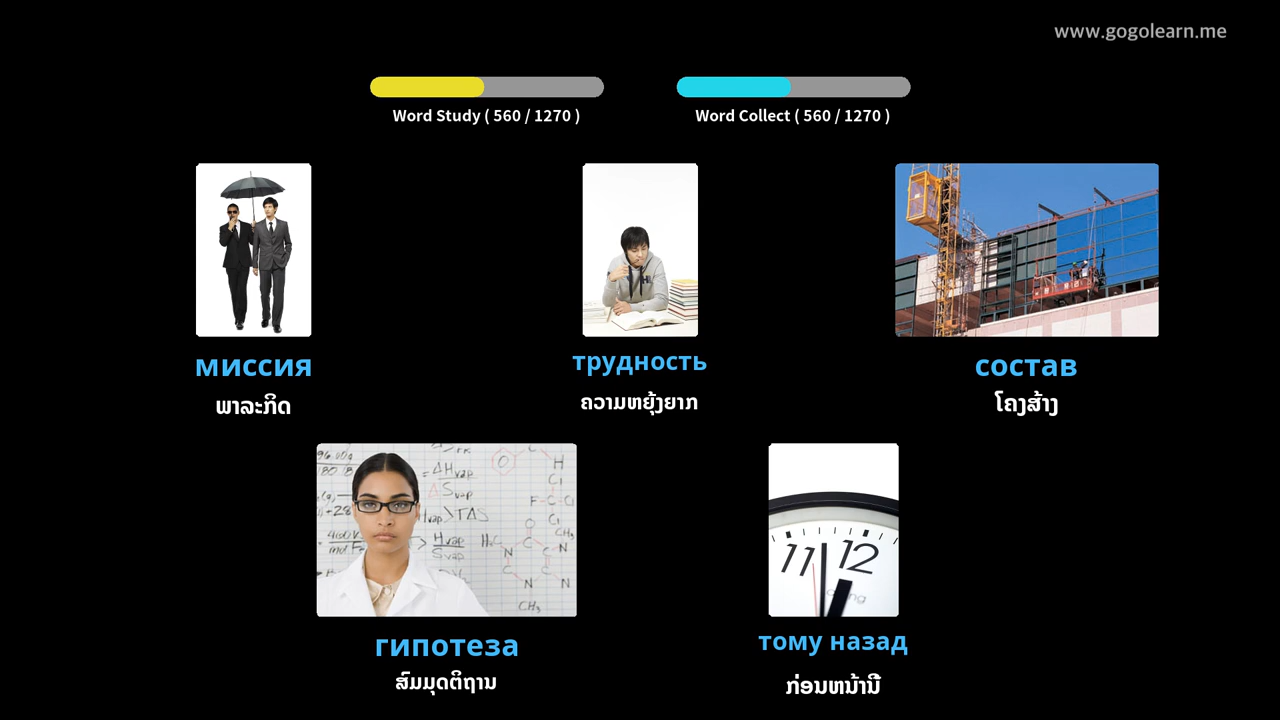 www.gogolearn.me
Word Study ( 560 / 1270 )
Word Collect ( 560 / 1270 )
миссия
ພາລະກິດ
трудность
ຄວາມຫຍຸ້ງຍາກ
состав
ໂຄງສ້າງ
гипотеза
ສົມມຸດຕິຖານ
тому назад
ກ່ອນຫນ້ານີ້
11 12